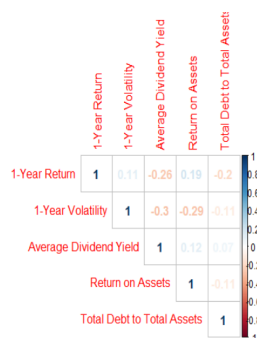 1-Year Return
1-Year Volatility
Average Dividend Yield
Return on Assets
Total Debt to Total Assets
1-Year Return 1 0.11 -0.26 0.19 -0.2
1-Year Volatility 1 -0.3 -0.29 -0.11
Average Dividend Yield 1 0.12 0.07
Return on Assets 1 -0.11
Total Debt to Total Assets 1
1
0.8
0.6
0.4
0.2
0
-0.2
-0.4
-0.6
-0.8
-1